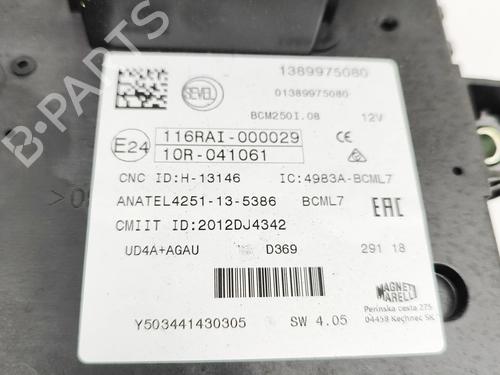 1389975080
SEVEL
01389975080
BCM250I.08 12V
E24
116RAI-000029
10R-041061
CNC ID:H-13146 IC:4983A-BCML7
ANATEL4251-13-5386 BCML7
EAC
CMIIT ID:2012DJ4342
UD4A+AGAU D369 291 18
MAGNETI MARELLI
Perinska cesta 275
04458 Kechnec SK
Y503441430305 SW 4.05
B-PARTS